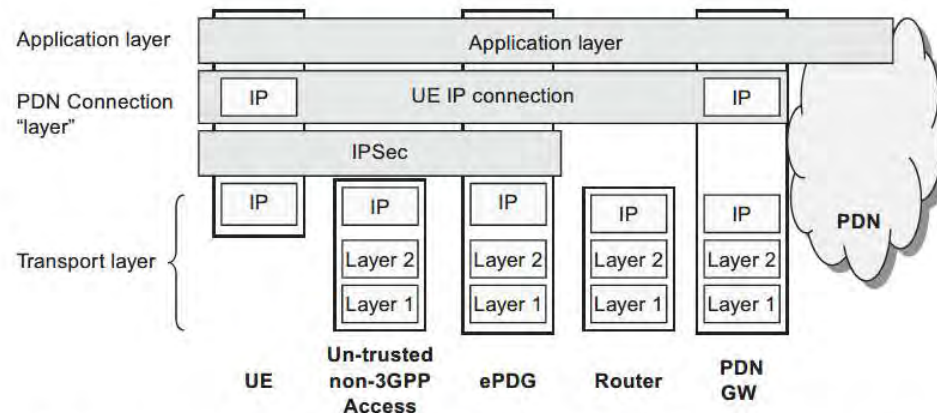 Application layer
Application layer
PDN Connection
“layer”
IP
UE IP connection
IP
IPSec
Transport layer
IP
IP
IP
IP
IP
PDN
Layer 2
Layer 2
Layer 2
Layer 2
Layer 1
Layer 1
Layer 1
Layer 1
UE
Un-trusted
non-3GPP
Access
ePDG
Router
PDN
GW